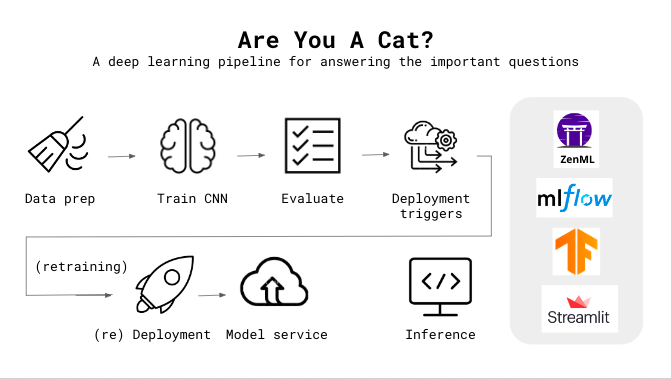 Are You A Cat?
A deep learning pipeline for answering the important questions
Data prep
Train CNN
Evaluate
Deployment
triggers
ZenML
mlflow
TF
Streamlit
(retraining)
(re) Deployment
Model service
Inference